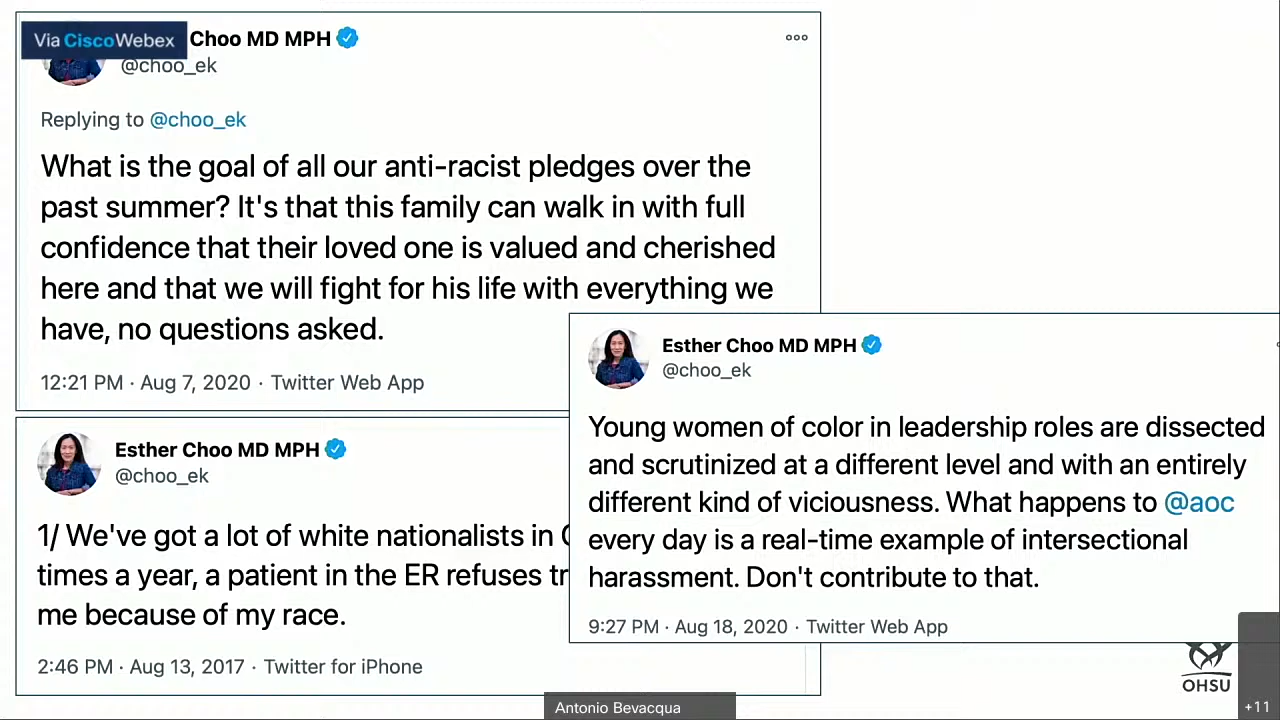 Via Cisco Webex
Choo MD MPH
@choo_ek
Replying to @choo_ek
What is the goal of all our anti-racist pledges over the
past summer? It's that this family can walk in with full
confidence that their loved one is valued and cherished
here and that we will fight for his life with everything we
have, no questions asked.
12:21 PM · Aug 7, 2020 · Twitter Web App
Esther Choo MD MPH
@choo_ek
1/ We've got a lot of white nationalists in
times a year, a patient in the ER refuses
me because of my race.
2:46 PM · Aug 13, 2017 · Twitter for iPhone
Esther Choo MD MPH
@choo_ek
Young women of color in leadership roles are dissected
and scrutinized at a different level and with an entirely
different kind of viciousness. What happens to @aoc
every day is a real-time example of intersectional
harassment. Don't contribute to that.
9:27 PM · Aug 18, 2020 · Twitter Web App
OHSU
Antonio Bevacqua
+11